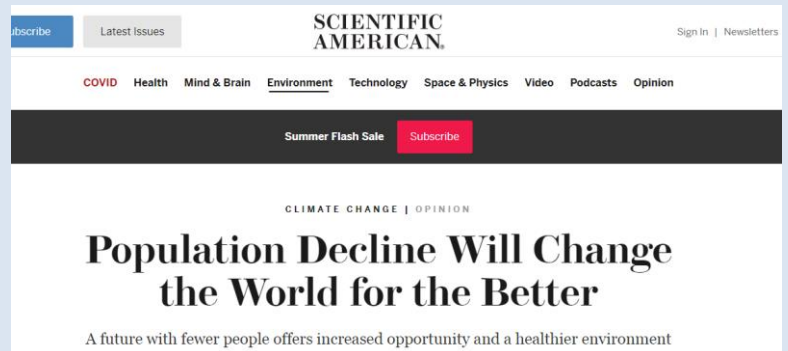 Latest Issues
SCIENTIFIC
AMERICAN.
Sign In | Newsletters
COVID Health Mind & Brain Environment Technology Space & Physics Video Podcasts Opinion
Summer Flash Sale Subscribe
CLIMATE CHANGE | OPINION
Population Decline Will Change
the World for the Better
A future with fewer people offers increased opportunity and a healthier environment